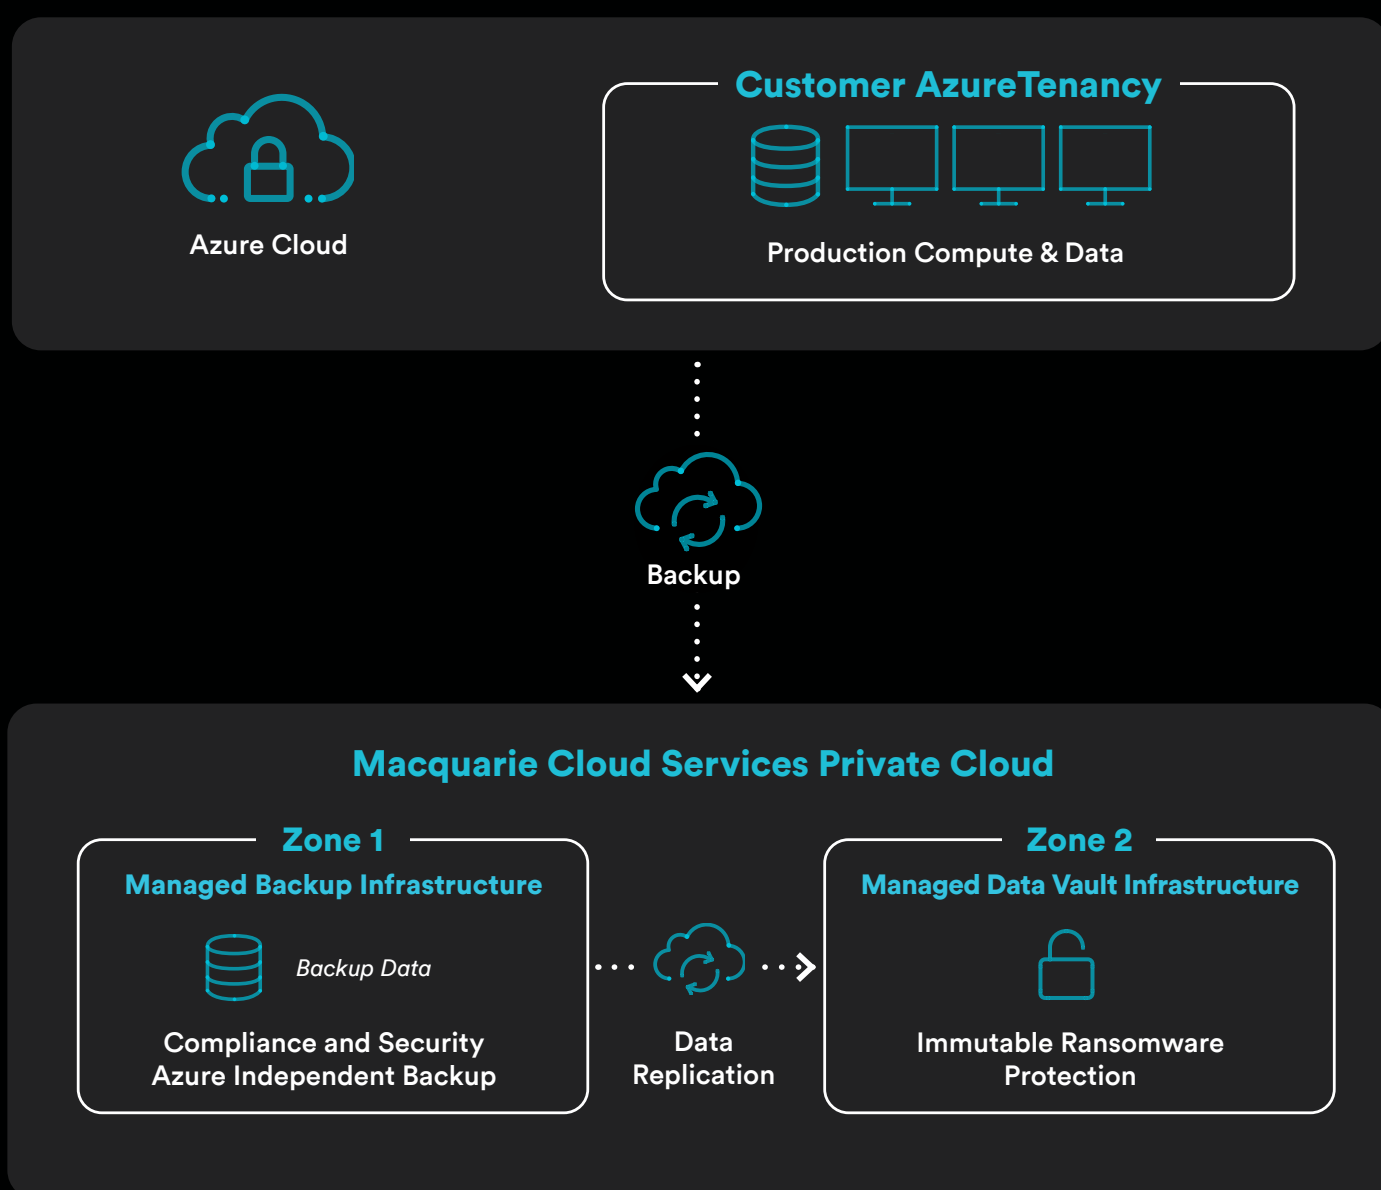 Customer AzureTenancy
Azure Cloud
Production Compute & Data
Backup
Macquarie Cloud Services Private Cloud
Zone 1
Managed Backup Infrastructure
Backup Data
Compliance and Security
Azure Independent Backup
Data
Replication
Zone 2
Managed Data Vault Infrastructure
Immutable Ransomware
Protection